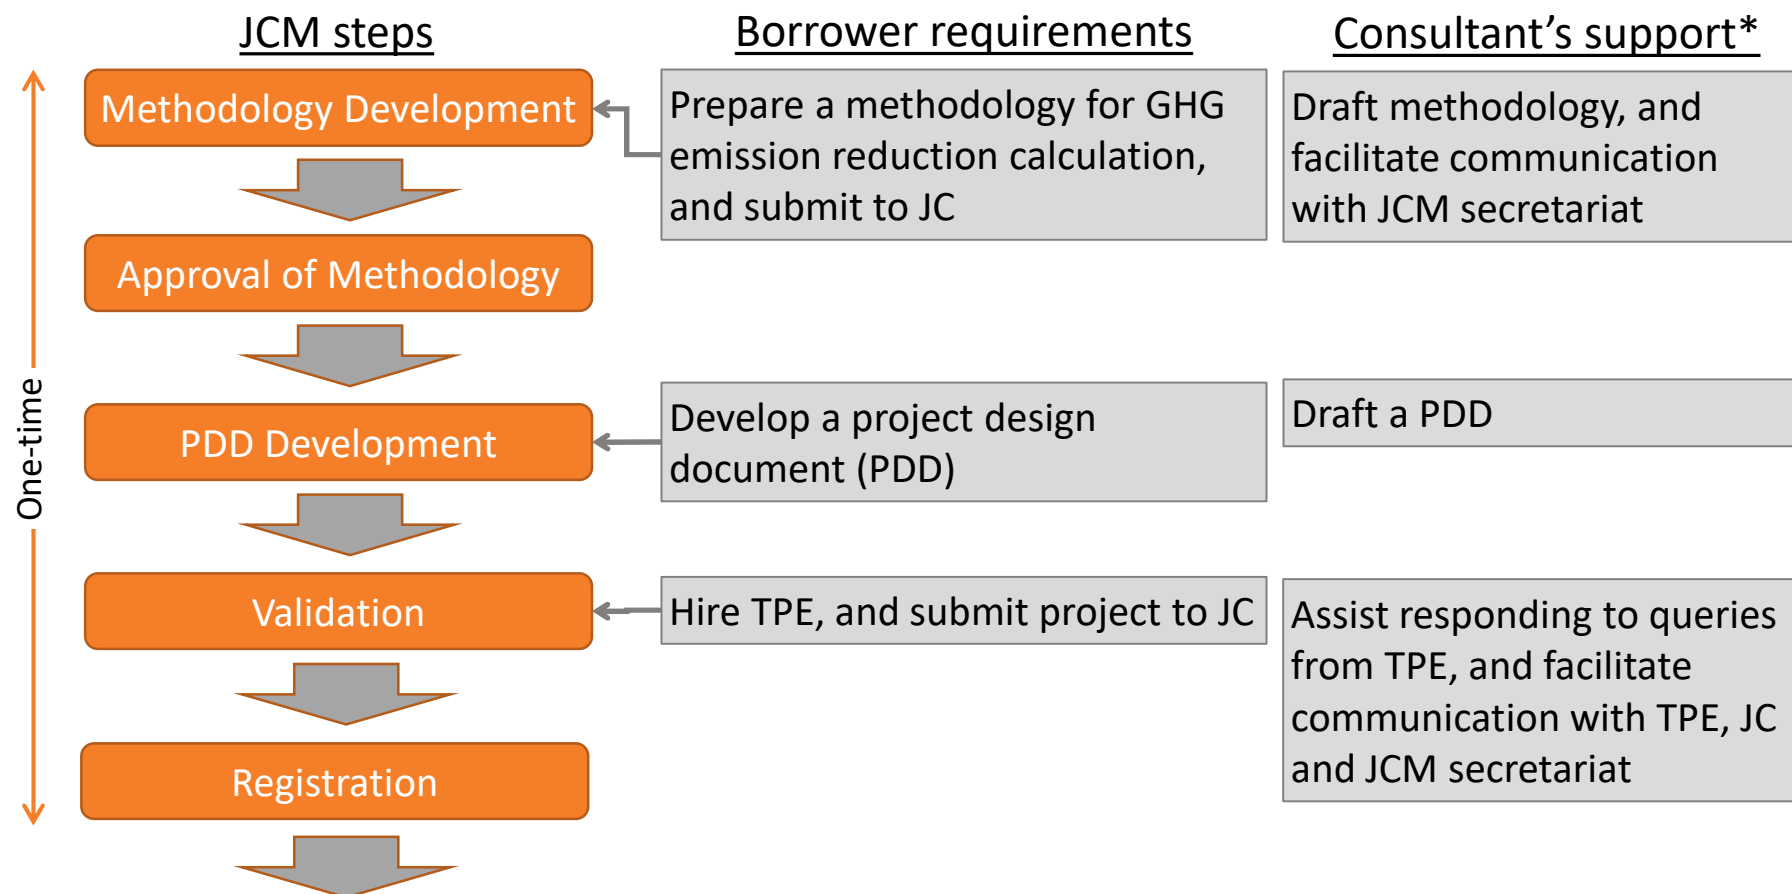 JCM steps
Borrower requirements
Consultant’s support*
One-time
Methodology Development
Prepare a methodology for GHG
emission reduction calculation,
and submit to JC
Draft methodology, and
facilitate communication
with JCM secretariat
Approval of Methodology
PDD Development
Develop a project design
document (PDD)
Draft a PDD
Validation
Hire TPE, and submit project to JC
Assist responding to queries
from TPE, and facilitate
communication with TPE, JC
and JCM secretariat
Registration